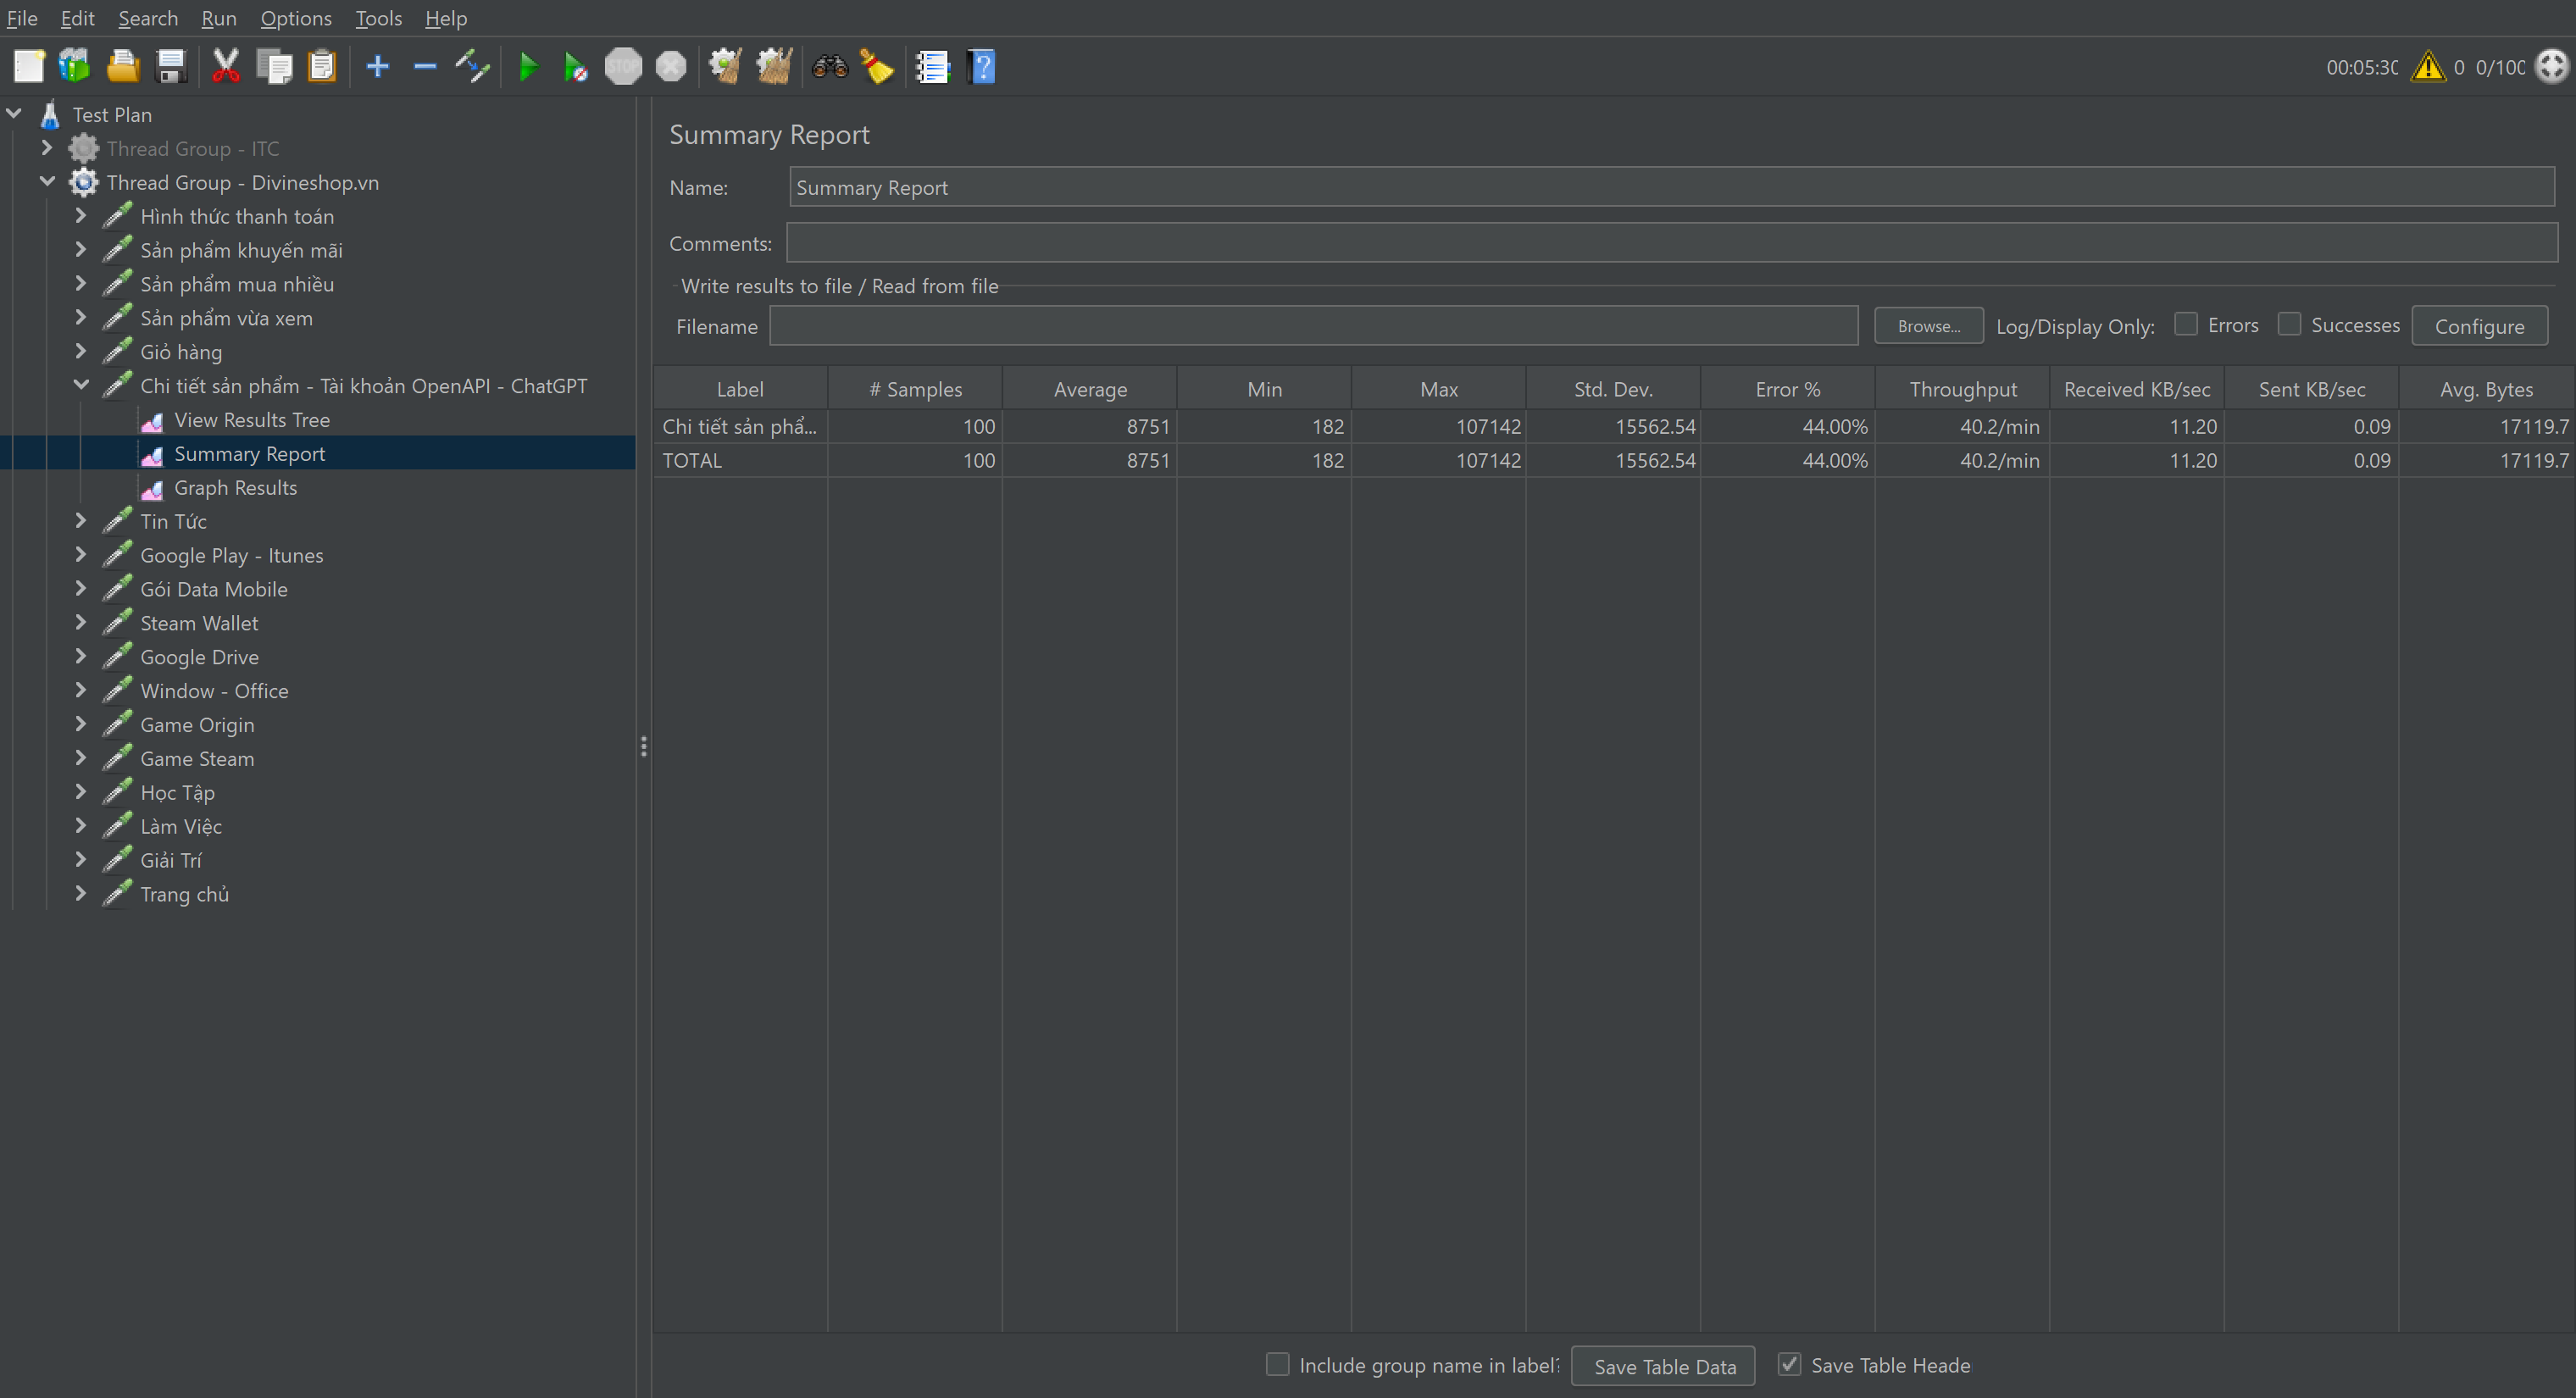 File Edit Search Run Options Tools Help
STOP
00:05:30 0 0/100
Test Plan
Thread Group - ITC
Thread Group - Divineshop.vn
Hình thức thanh toán
Sản phẩm khuyến mãi
Sản phẩm mua nhiều
Sản phẩm vừa xem
Giỏ hàng
Chi tiết sản phẩm - Tài khoản OpenAPI - ChatGPT
View Results Tree
Summary Report
Graph Results
Tin Tức
Google Play - Itunes
Gói Data Mobile
Steam Wallet
Google Drive
Window - Office
Game Origin
Game Steam
Học Tập
Làm Việc
Giải Trí
Trang chủ
Summary Report
Name: Summary Report
Comments:
Write results to file / Read from file
Filename Browse... Log/Display Only: Errors Successes Configure
Label # Samples Average Min Max Std. Dev. Error % Throughput Received KB/sec Sent KB/sec Avg. Bytes
Chi tiết sản phẩ... 100 8751 182 107142 15562.54 44.00% 40.2/min 11.20 0.09 17119.7
TOTAL 100 8751 182 107142 15562.54 44.00% 40.2/min 11.20 0.09 17119.7
Include group name in label? Save Table Data Save Table Heade